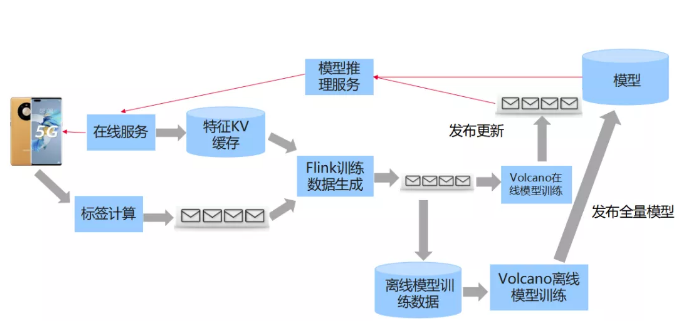 模型推
理服务
模型
5G
在线服务
特征KV
缓存
发布更新
Flink训练
数据生成
Volcano在
线模型训练
标签计算
发布全量模型
离线模型训
练数据
Volcano离线
模型训练